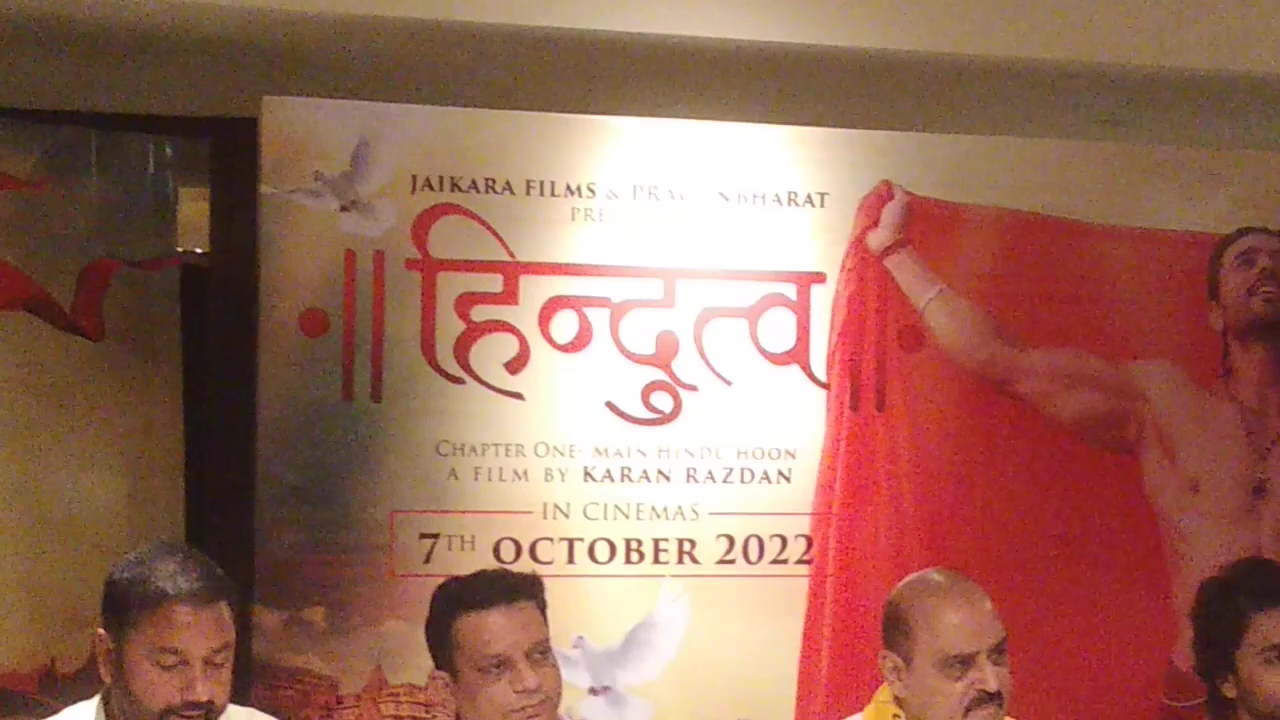 JAIKARA FILMS &
॥ हिन्दुत्व ॥
CHAPTER ONE- MAIN HINDU HOON
A FILM BY KARAN RAZDAN
IN CINEMAS
7TH OCTOBER 2022